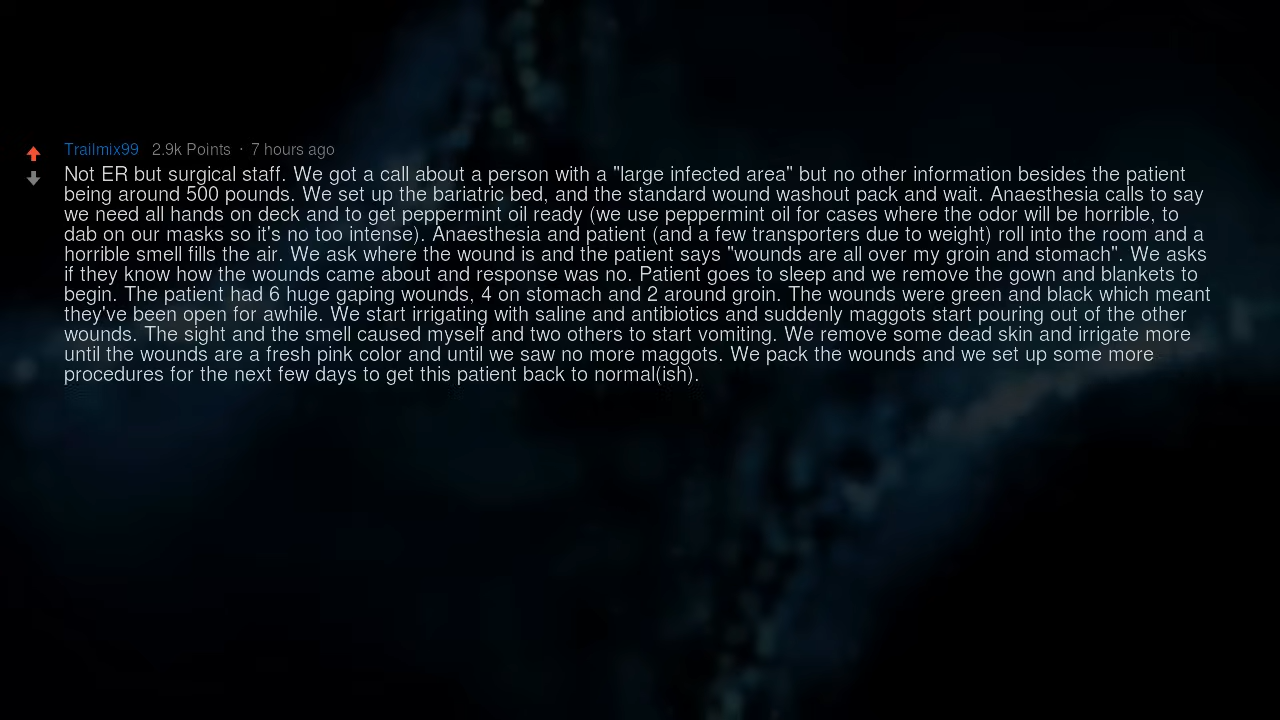 Trailmix99 2.9k Points · 7 hours ago
Not ER but surgical staff. We got a call about a person with a "large infected area" but no other information besides the patient
being around 500 pounds. We set up the bariatric bed, and the standard wound washout pack and wait. Anaesthesia calls to say
we need all hands on deck and to get peppermint oil ready (we use peppermint oil for cases where the odor will be horrible, to
dab on our masks so it's no too intense). Anaesthesia and patient (and a few transporters due to weight) roll into the room and a
horrible smell fills the air. We ask where the wound is and the patient says "wounds are all over my groin and stomach". We asks
if they know how the wounds came about and response was no. Patient goes to sleep and we remove the gown and blankets to
begin. The patient had 6 huge gaping wounds, 4 on stomach and 2 around groin. The wounds were green and black which meant
they've been open for awhile. We start irrigating with saline and antibiotics and suddenly maggots start pouring out of the other
wounds. The sight and the smell caused myself and two others to start vomiting. We remove some dead skin and irrigate more
until the wounds are a fresh pink color and until we saw no more maggots. We pack the wounds and we set up some more
procedures for the next few days to get this patient back to normal(ish).